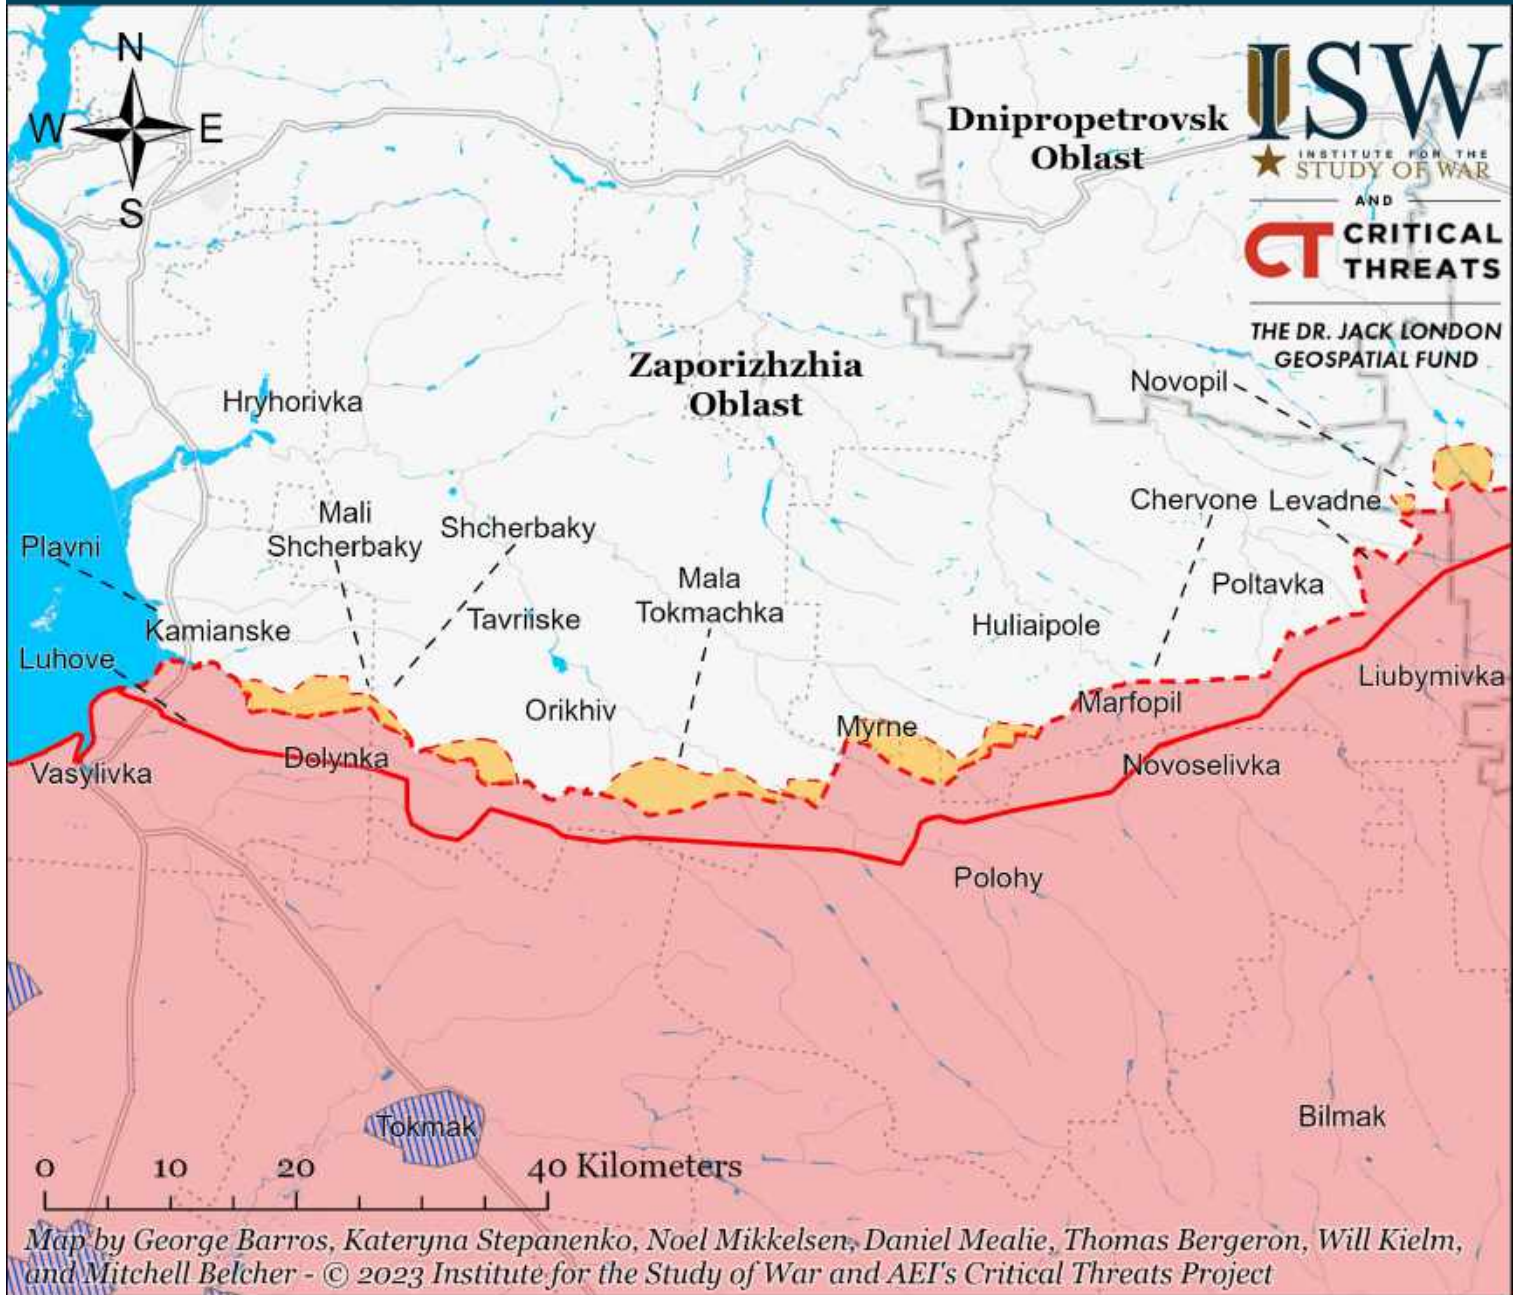 N
W E
S
Dnipropetrovsk
Oblast
ISW
INSTITUTE FOR THE
STUDY OF WAR
AND
CT CRITICAL
THREATS
THE DR. JACK LONDON
GEOSPATIAL FUND
Zaporizhzhia
Oblast
Novopil
Hryhorivka
Chervone
Levadne
Mali
Shcherbaky
Shcherbaky
Plavni
Mala
Tokmachka
Poltavka
Tavriiske
Huliaipole
Kamianske
Luhove
Liubymivka
Orikhiv
Marfopil
Myrne
Dolynka
Vasylivka
Novoselivka
Polohy
Bilmak
Tokmak
0 10 20 40 Kilometers
Map by George Barros, Kateryna Stepanenko, Noel Mikkelsen, Daniel Mealie, Thomas Bergeron, Will Kielm,
and Mitchell Belcher - © 2023 Institute for the Study of War and AEI's Critical Threats Project